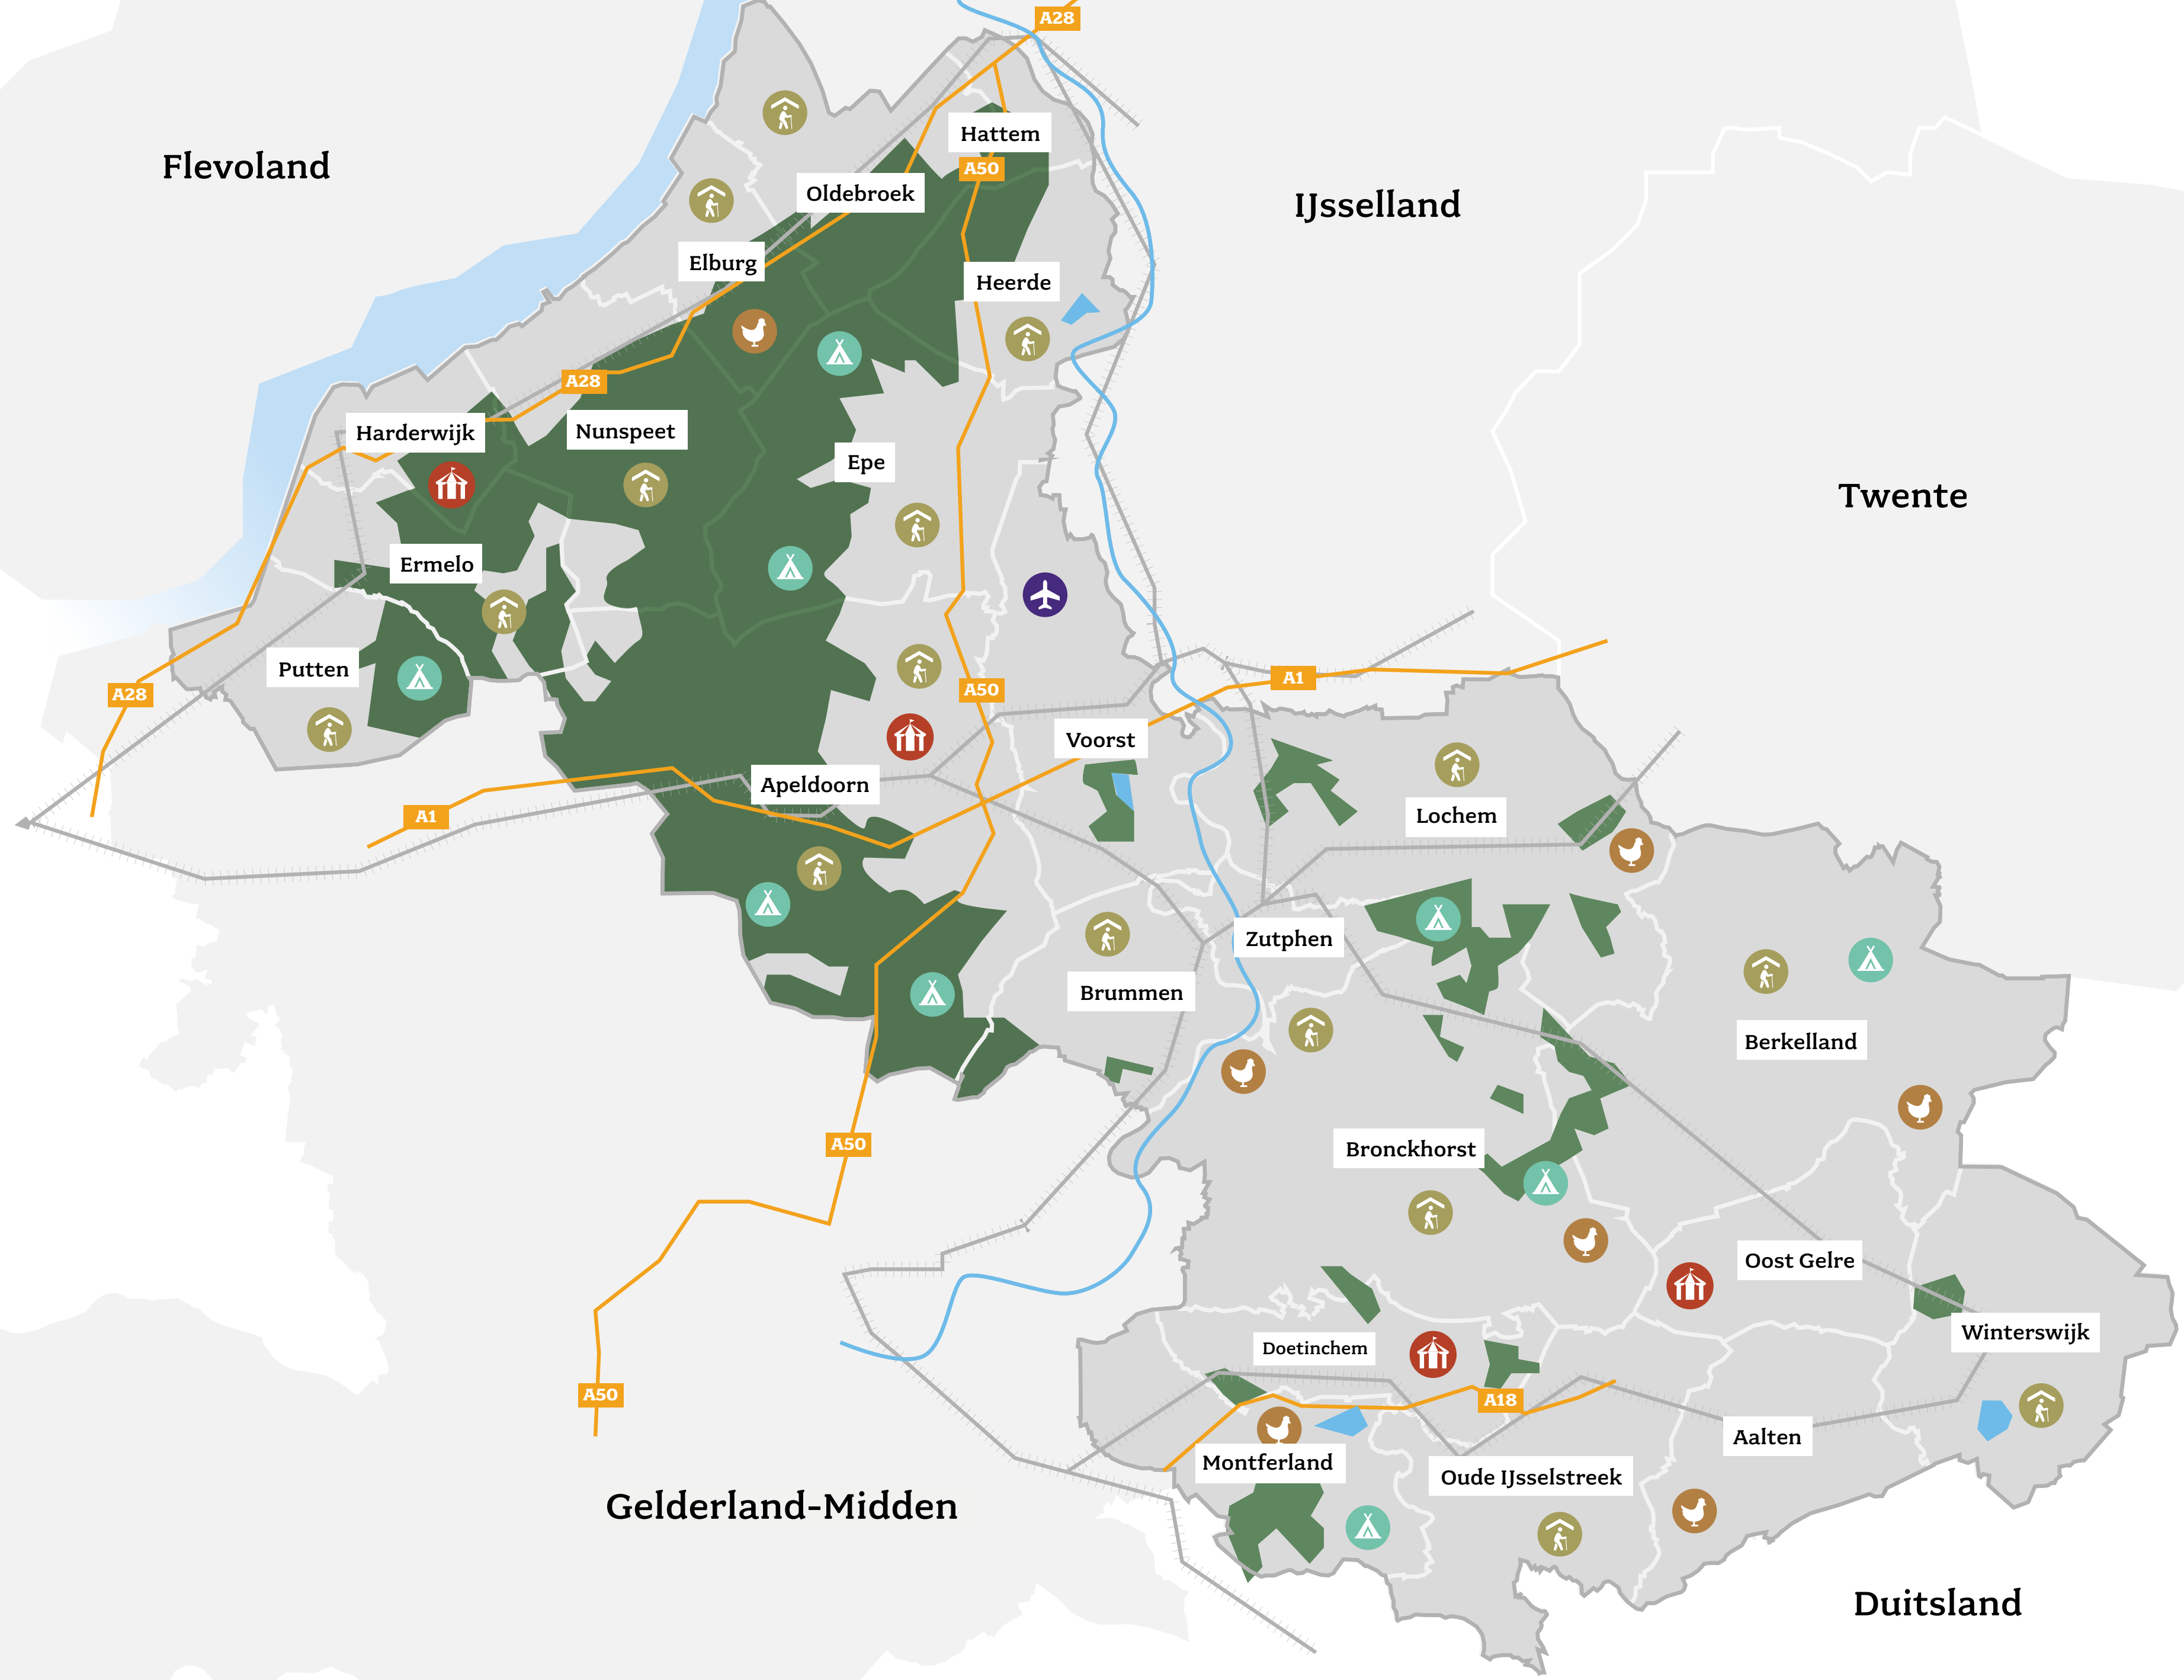 A28
Hattem
Flevoland
A50
Oldebroek
IJsselland
Elburg
Heerde
A28
Harderwijk
Nunspeet
Epe
Twente
Ermelo
Putten
A28
A50
A1
Voorst
Apeldoorn
A1
Lochem
Zutphen
Brummen
Berkelland
A50
Bronckhorst
Oost Gelre
Winterswijk
Doetinchem
A50
A18
Aalten
Montferland
Oude IJsselstreek
Gelderland-Midden
Duitsland